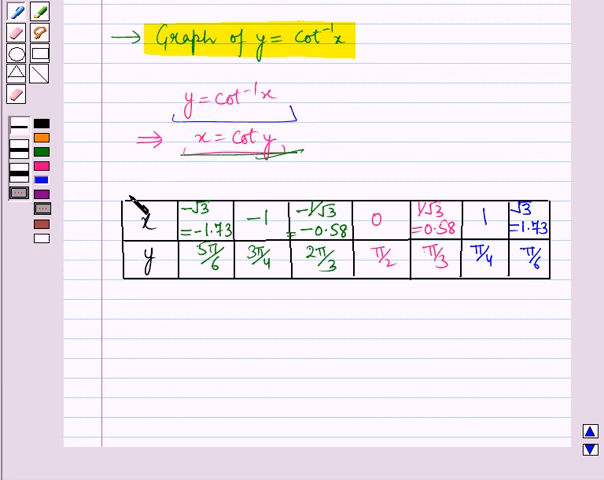 → Graph of y = cot⁻¹x
y = cot⁻¹x
⇒ x = cot y
x | -√3 = -1.73 | -1 | -1/√3 = -0.58 | 0 | 1/√3 = 0.58 | 1 | √3 = 1.73
y | 5π/6 | 3π/4 | 2π/3 | π/2 | π/3 | π/4 | π/6